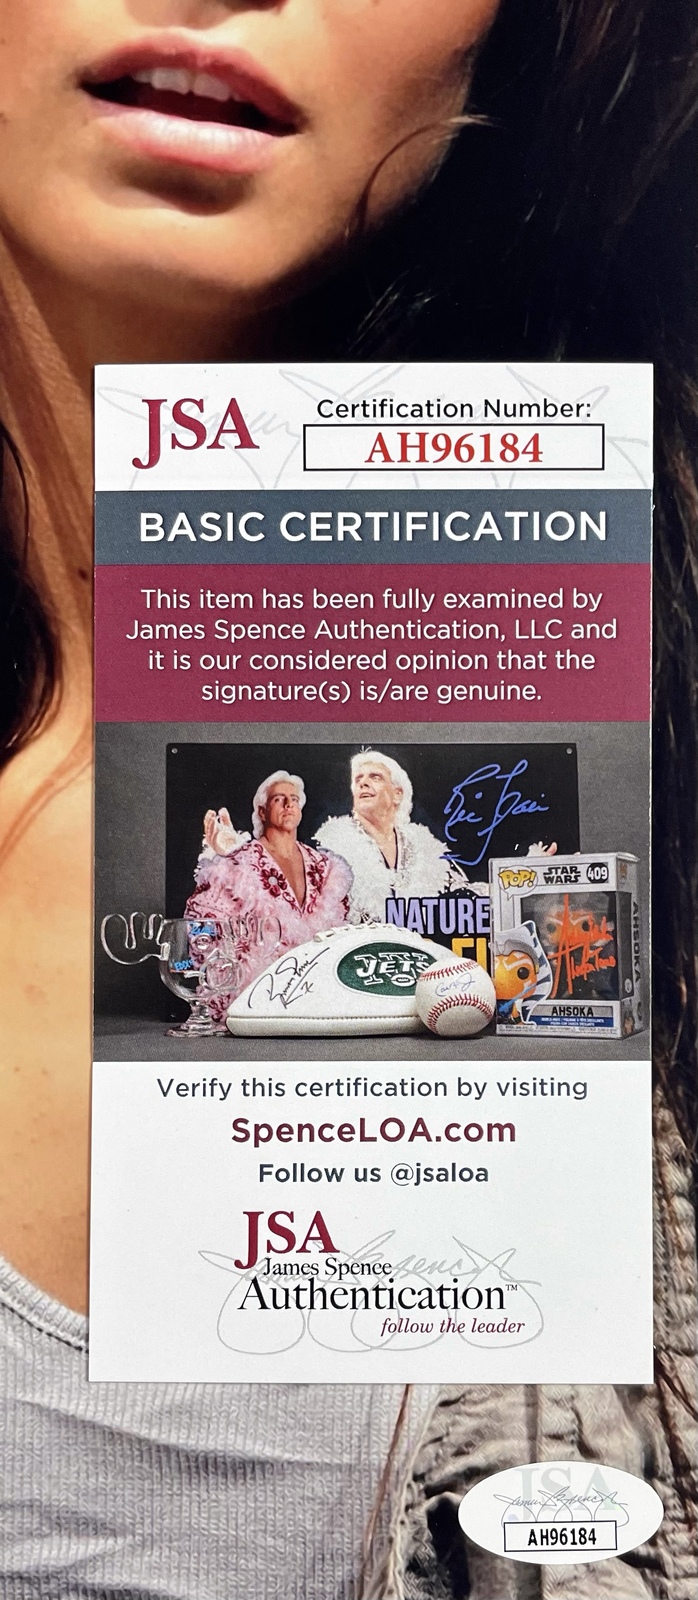 JSA
Certification Number:
AH96184
BASIC CERTIFICATION
This item has been fully examined by
James Spence Authentication, LLC and
it is our considered opinion that the
signature(s) is/are genuine.
NATURE
POP!
STAR
WARS
409
JETS
AHSOKA
AHSOKA
Verify this certification by visiting
SpenceLOA.com
Follow us @jsaloa
JSA
James Spence
Authentication™
follow the leader
JSA
AH96184